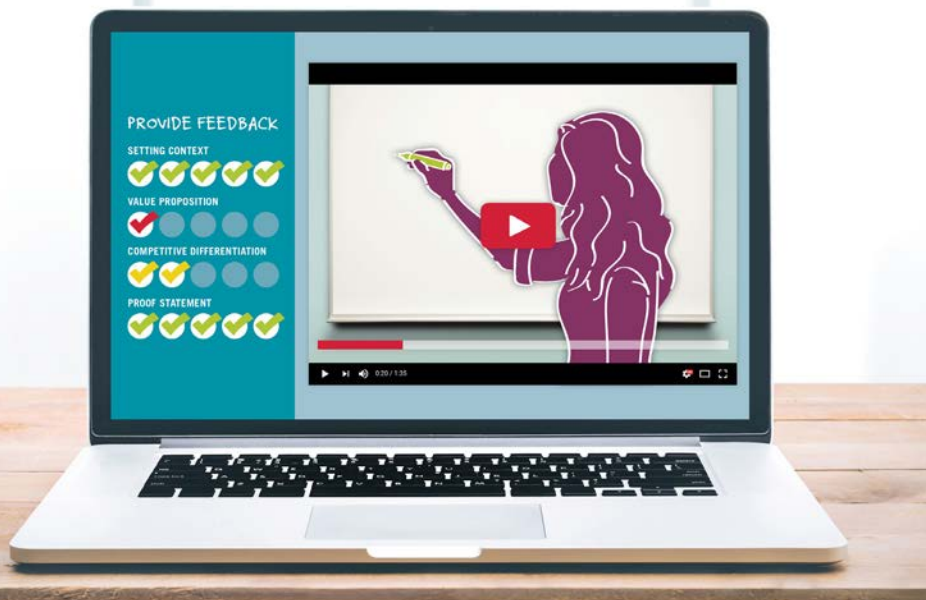 PROVIDE FEEDBACK
SETTING CONTEXT
VALUE PROPOSITION
COMPETITIVE DIFFERENTIATION
PROOF STATEMENT
0:20 / 1:35